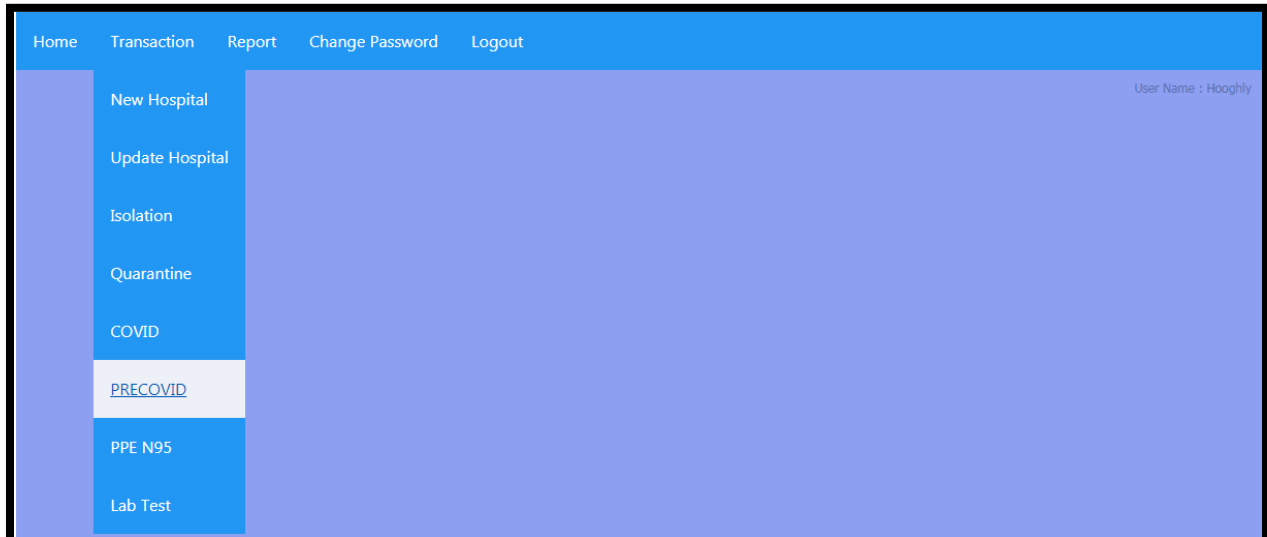 Home Transaction Report Change Password Logout
User Name : Hooghly
New Hospital
Update Hospital
Isolation
Quarantine
COVID
PRECOVID
PPE N95
Lab Test